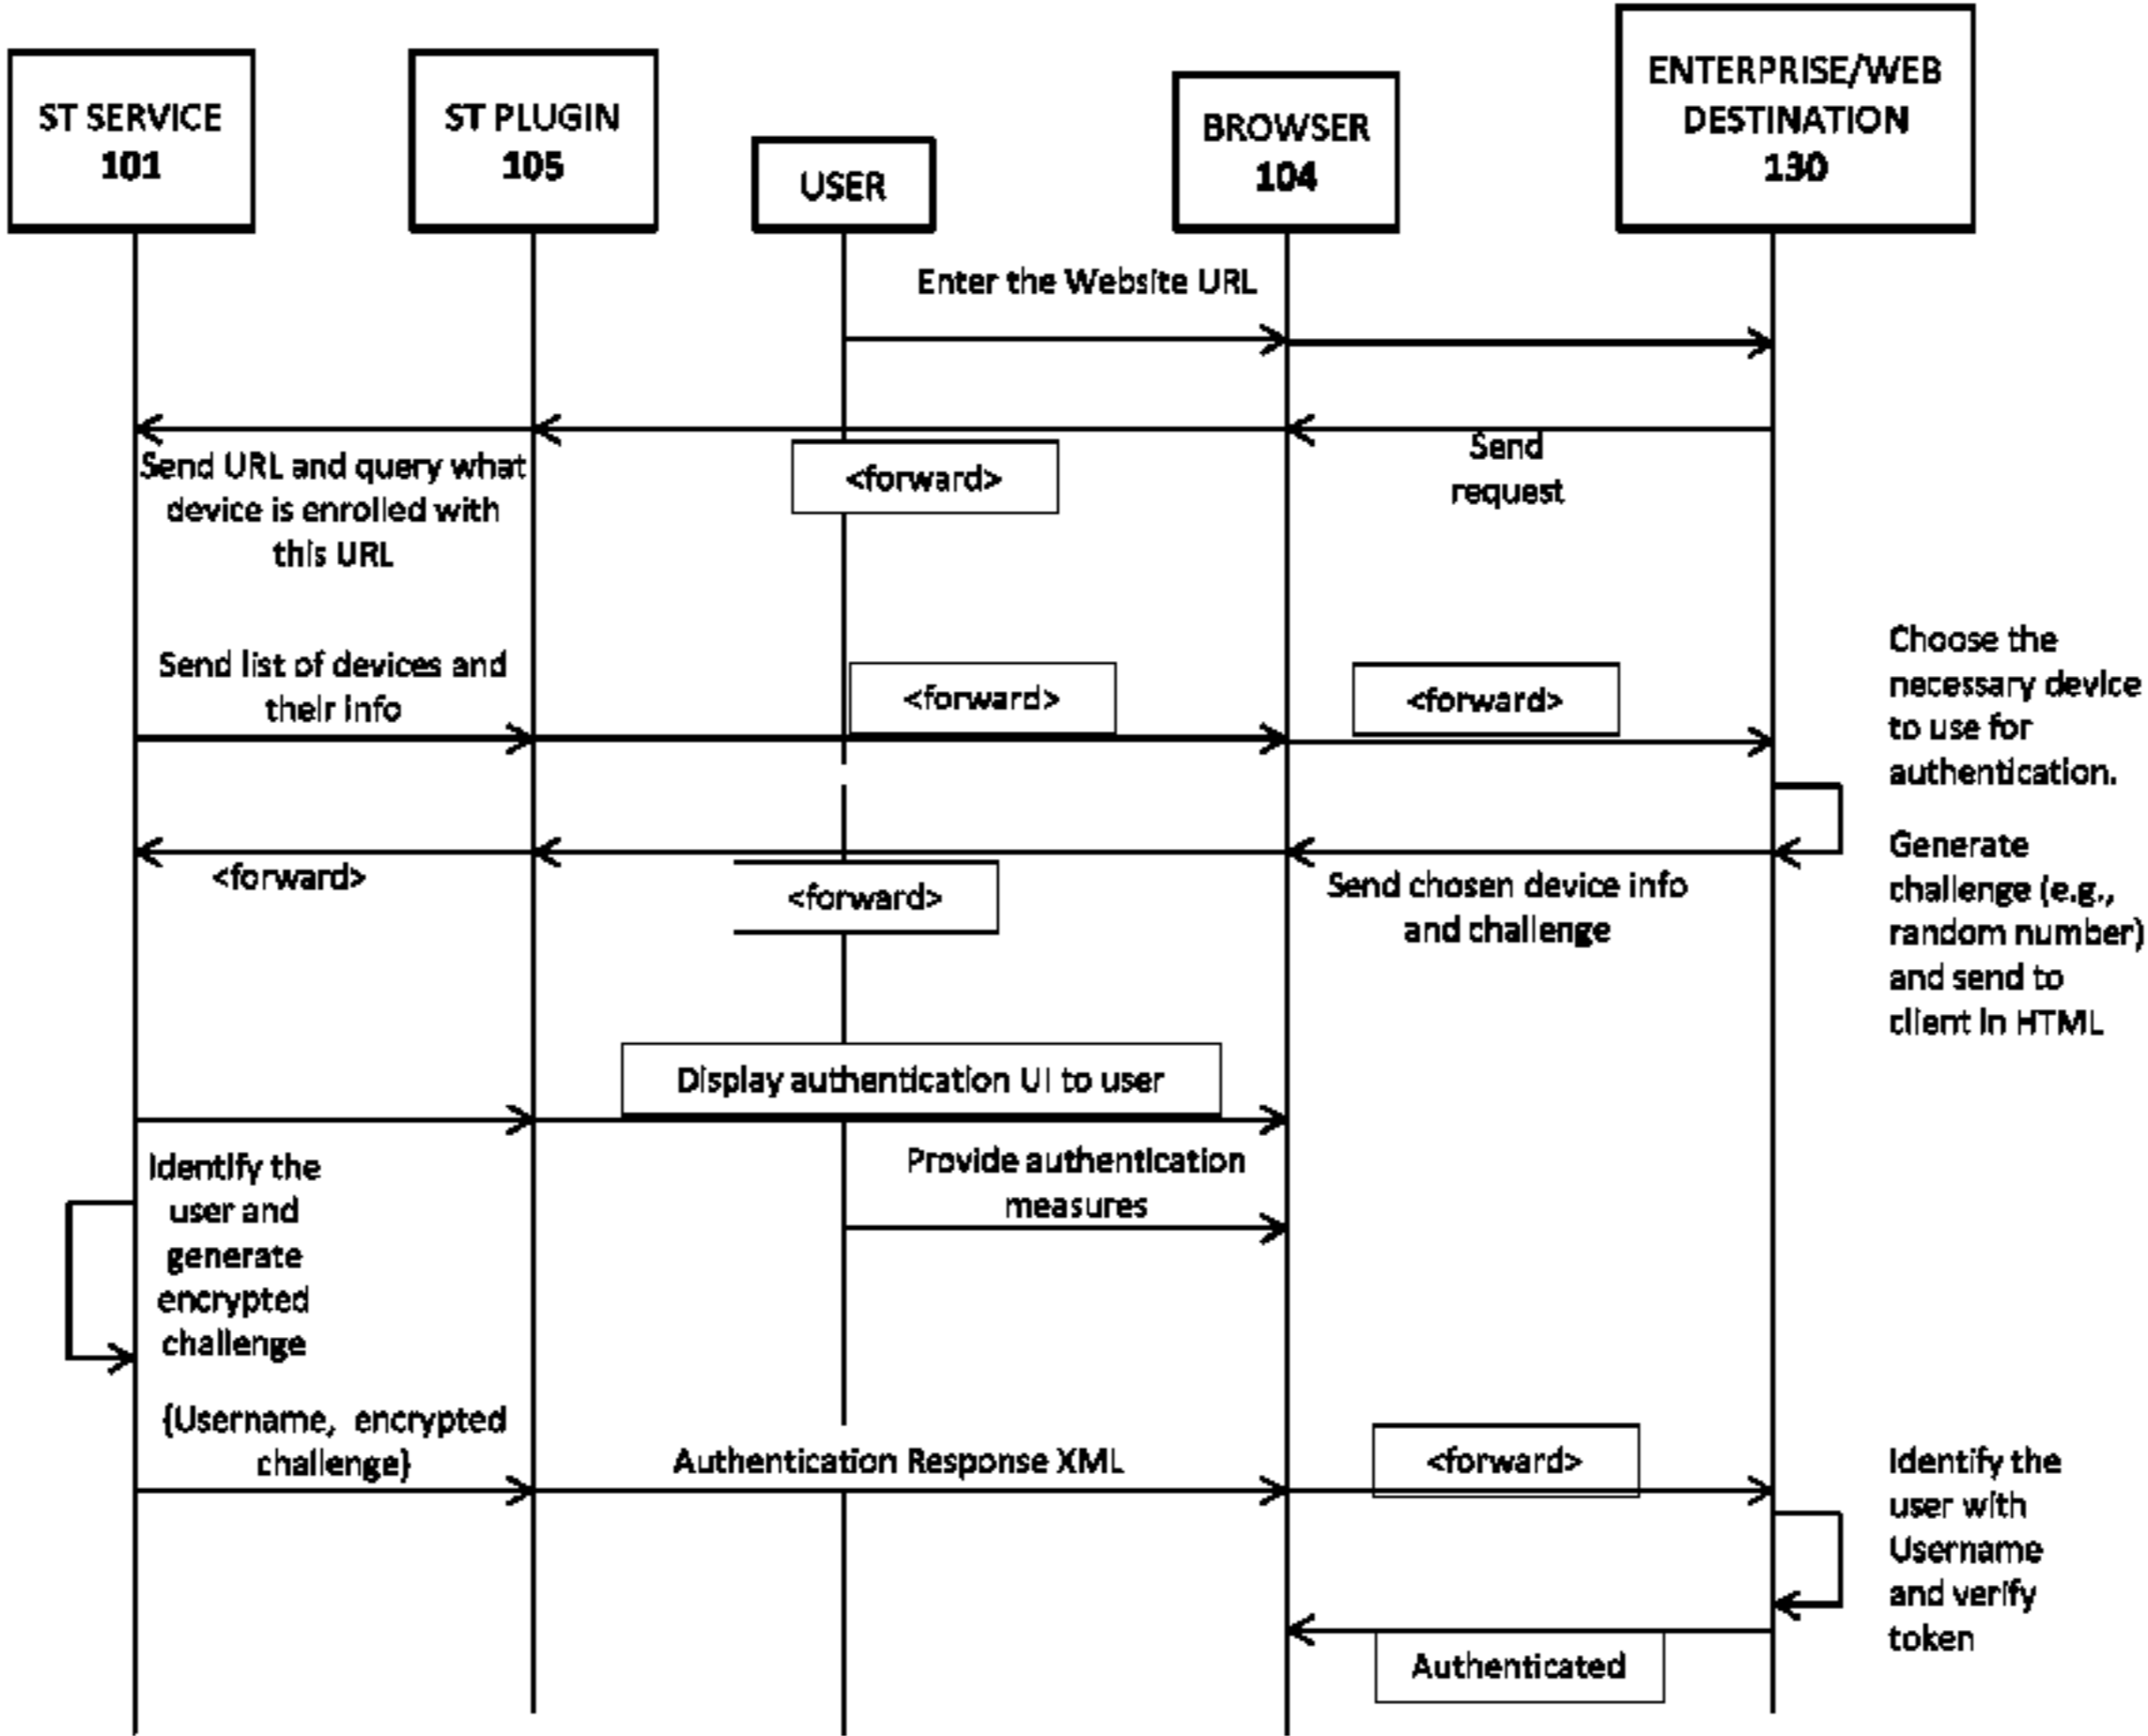 ST SERVICE
101
ST PLUGIN
105
USER
BROWSER
104
ENTERPRISE/WEB
DESTINATION
130
Enter the Website URL
Send URL and query what
device is enrolled with
this URL
<forward>
Send
request
Send list of devices and
their info
<forward>
<forward>
Choose the
necessary device
to use for
authentication.
<forward>
<forward>
Send chosen device info
and challenge
Generate
challenge (e.g.,
random number)
and send to
client in HTML
Display authentication UI to user
Identify the
user and
generate
encrypted
challenge
Provide authentication
measures
{Username, encrypted
challenge}
Authentication Response XML
<forward>
Identify the
user with
Username
and verify
token
Authenticated